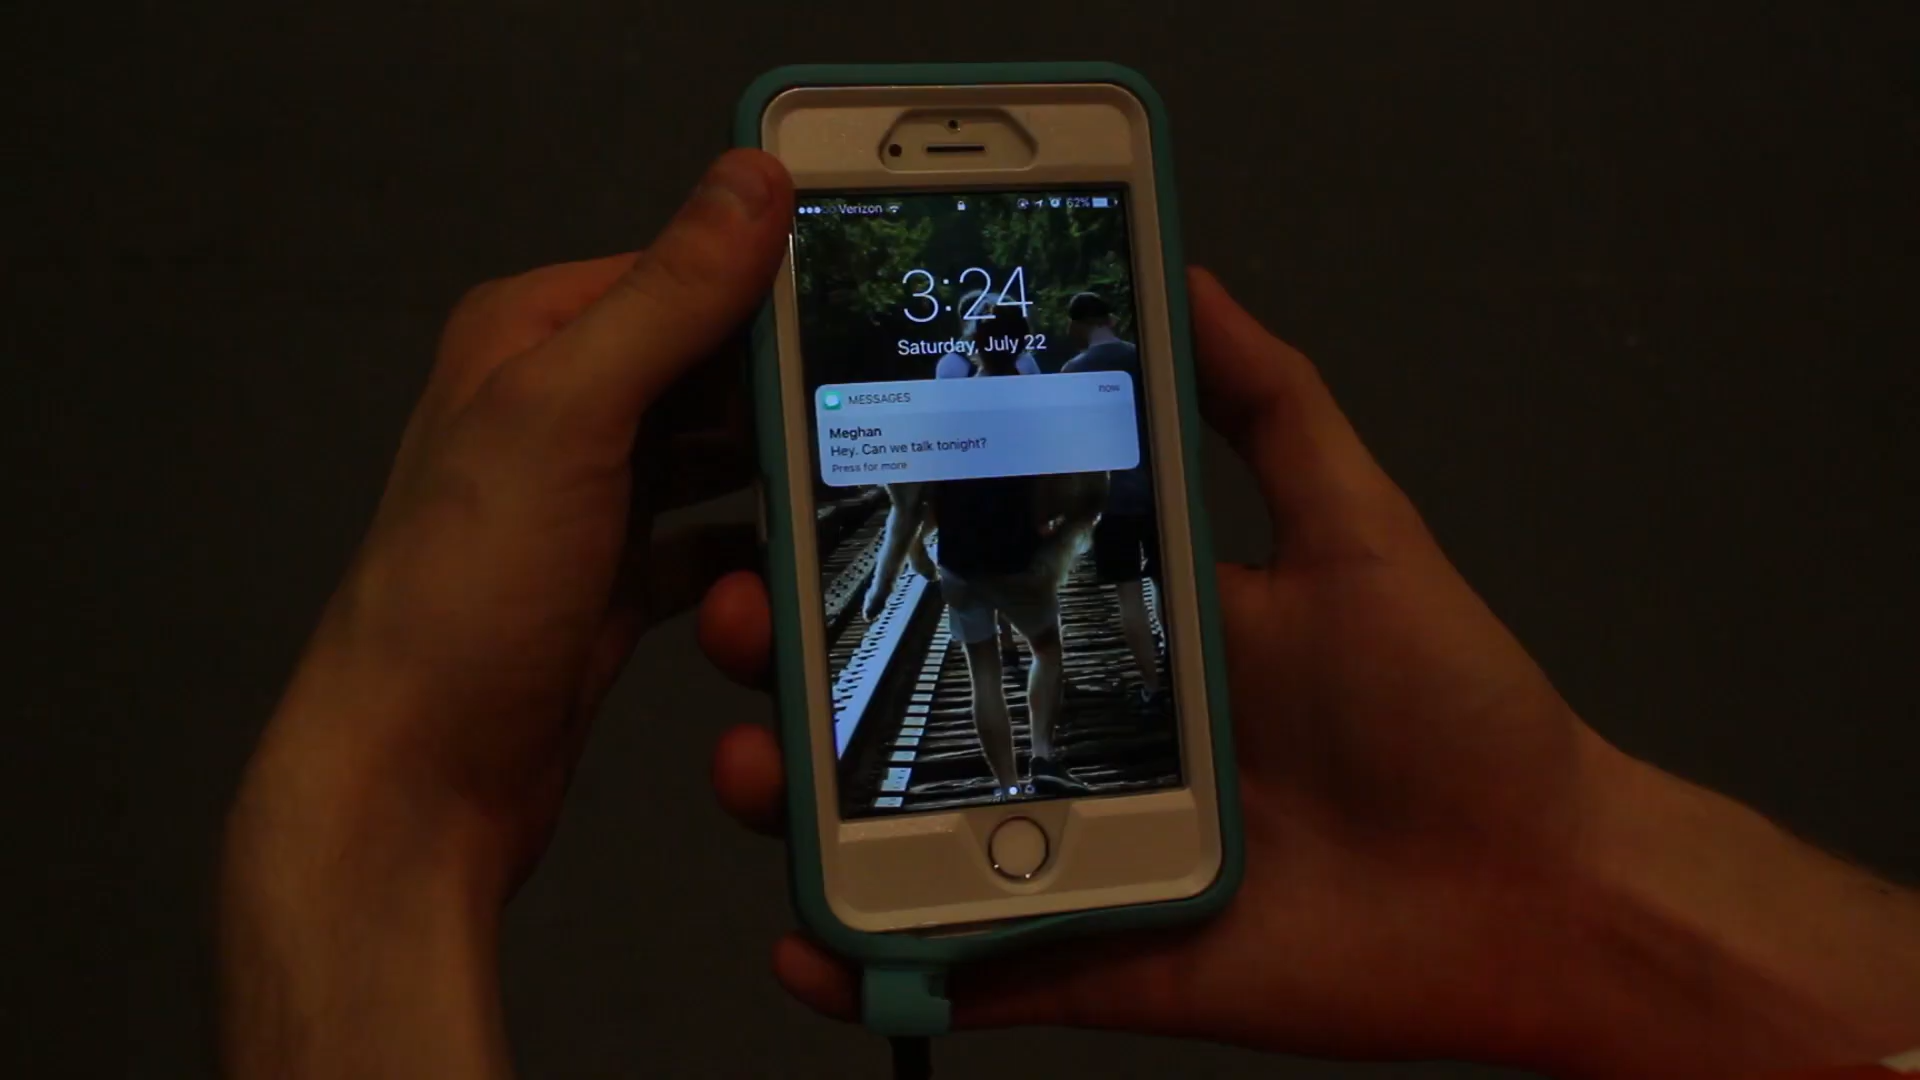 Verizon 62%
3:24
Saturday, July 22
MESSAGES now
Meghan
Hey. Can we talk tonight?
Press for more